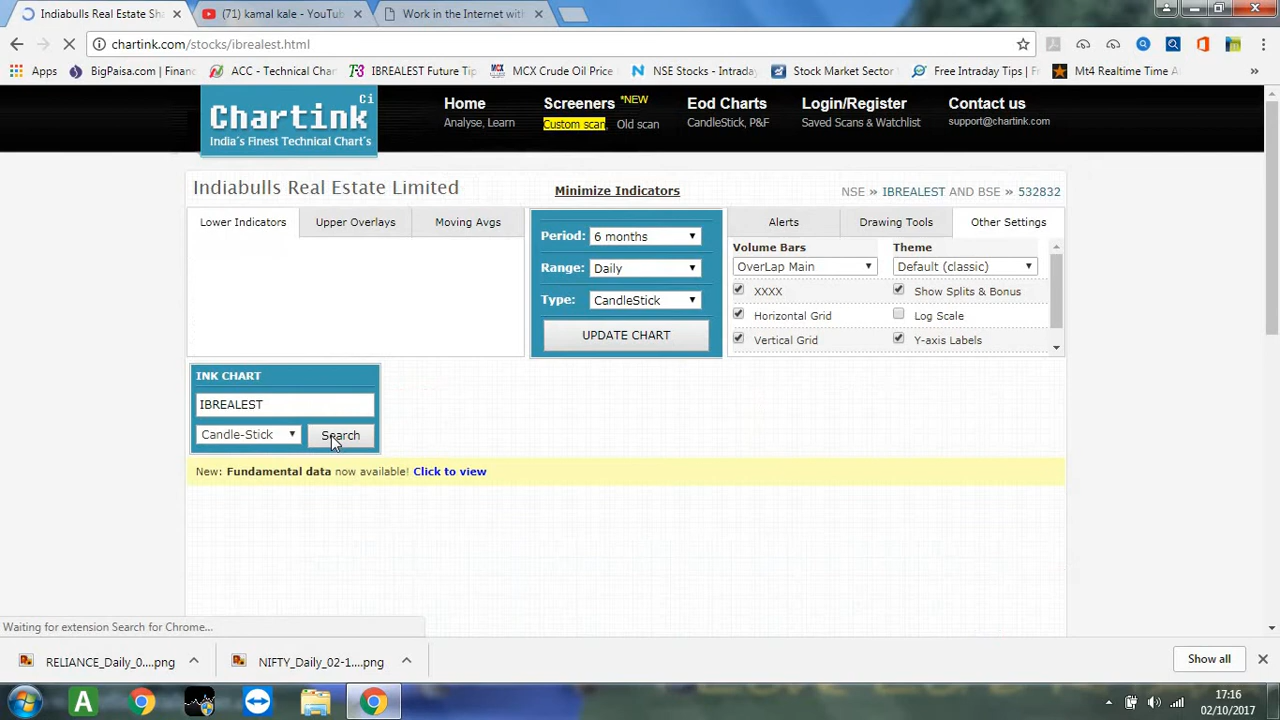 Indiabulls Real Estate Sha
(71) kamal kale - YouTub
Work in the Internet with
chartink.com/stocks/ibrealest.html
Apps
BigPaisa.com | Financ
ACC - Technical Char
IBREALEST Future Tip
MCX Crude Oil Price
NSE Stocks - Intraday
Stock Market Sector
Free Intraday Tips | F
Mt4 Realtime Time A
Chartink Ci
India's Finest Technical Chart's
Home
Analyse, Learn
Screeners *NEW
Custom scan, Old scan
Eod Charts
CandleStick, P&F
Login/Register
Saved Scans & Watchlist
Contact us
support@chartink.com
Indiabulls Real Estate Limited
Minimize Indicators
NSE » IBREALEST AND BSE » 532832
Lower Indicators
Upper Overlays
Moving Avgs
Period: 6 months
Range: Daily
Type: CandleStick
UPDATE CHART
Alerts
Drawing Tools
Other Settings
Volume Bars
Theme
OverLap Main
Default (classic)
XXXX
Show Splits & Bonus
Horizontal Grid
Log Scale
Vertical Grid
Y-axis Labels
INK CHART
IBREALEST
Candle-Stick
Search
New: Fundamental data now available! Click to view
Waiting for extension Search for Chrome...
RELIANCE_Daily_0....png
NIFTY_Daily_02-1....png
Show all
17:16
02/10/2017